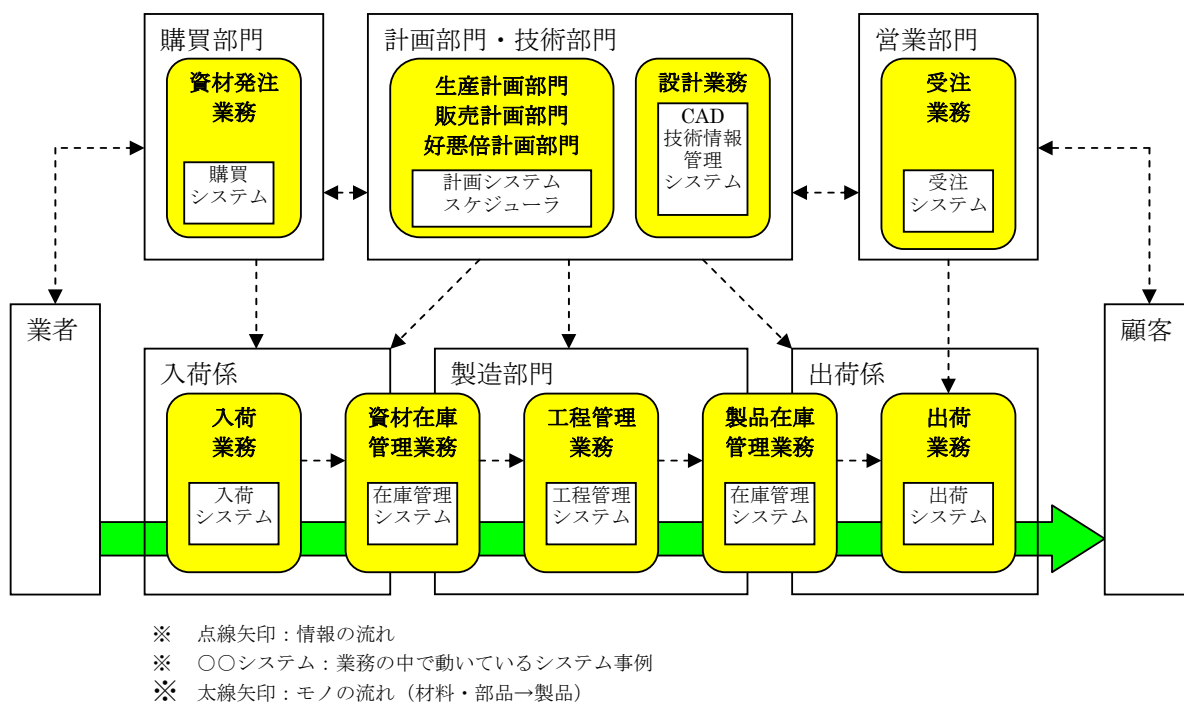 購買部門
資材発注
業務
購買
システム
計画部門・技術部門
生産計画部門
販売計画部門
好悪倍計画部門
計画システム
スケジューラ
設計業務
CAD
技術情報
管理
システム
営業部門
受注
業務
受注
システム
業者
顧客
入荷係
入荷
業務
入荷
システム
資材在庫
管理業務
在庫管理
システム
製造部門
工程管理
業務
工程管理
システム
製品在庫
管理業務
在庫管理
システム
出荷係
出荷
業務
出荷
システム
※ 点線矢印：情報の流れ
※ 〇〇システム：業務の中で動いているシステム事例
※ 太線矢印：モノの流れ（材料・部品→製品）